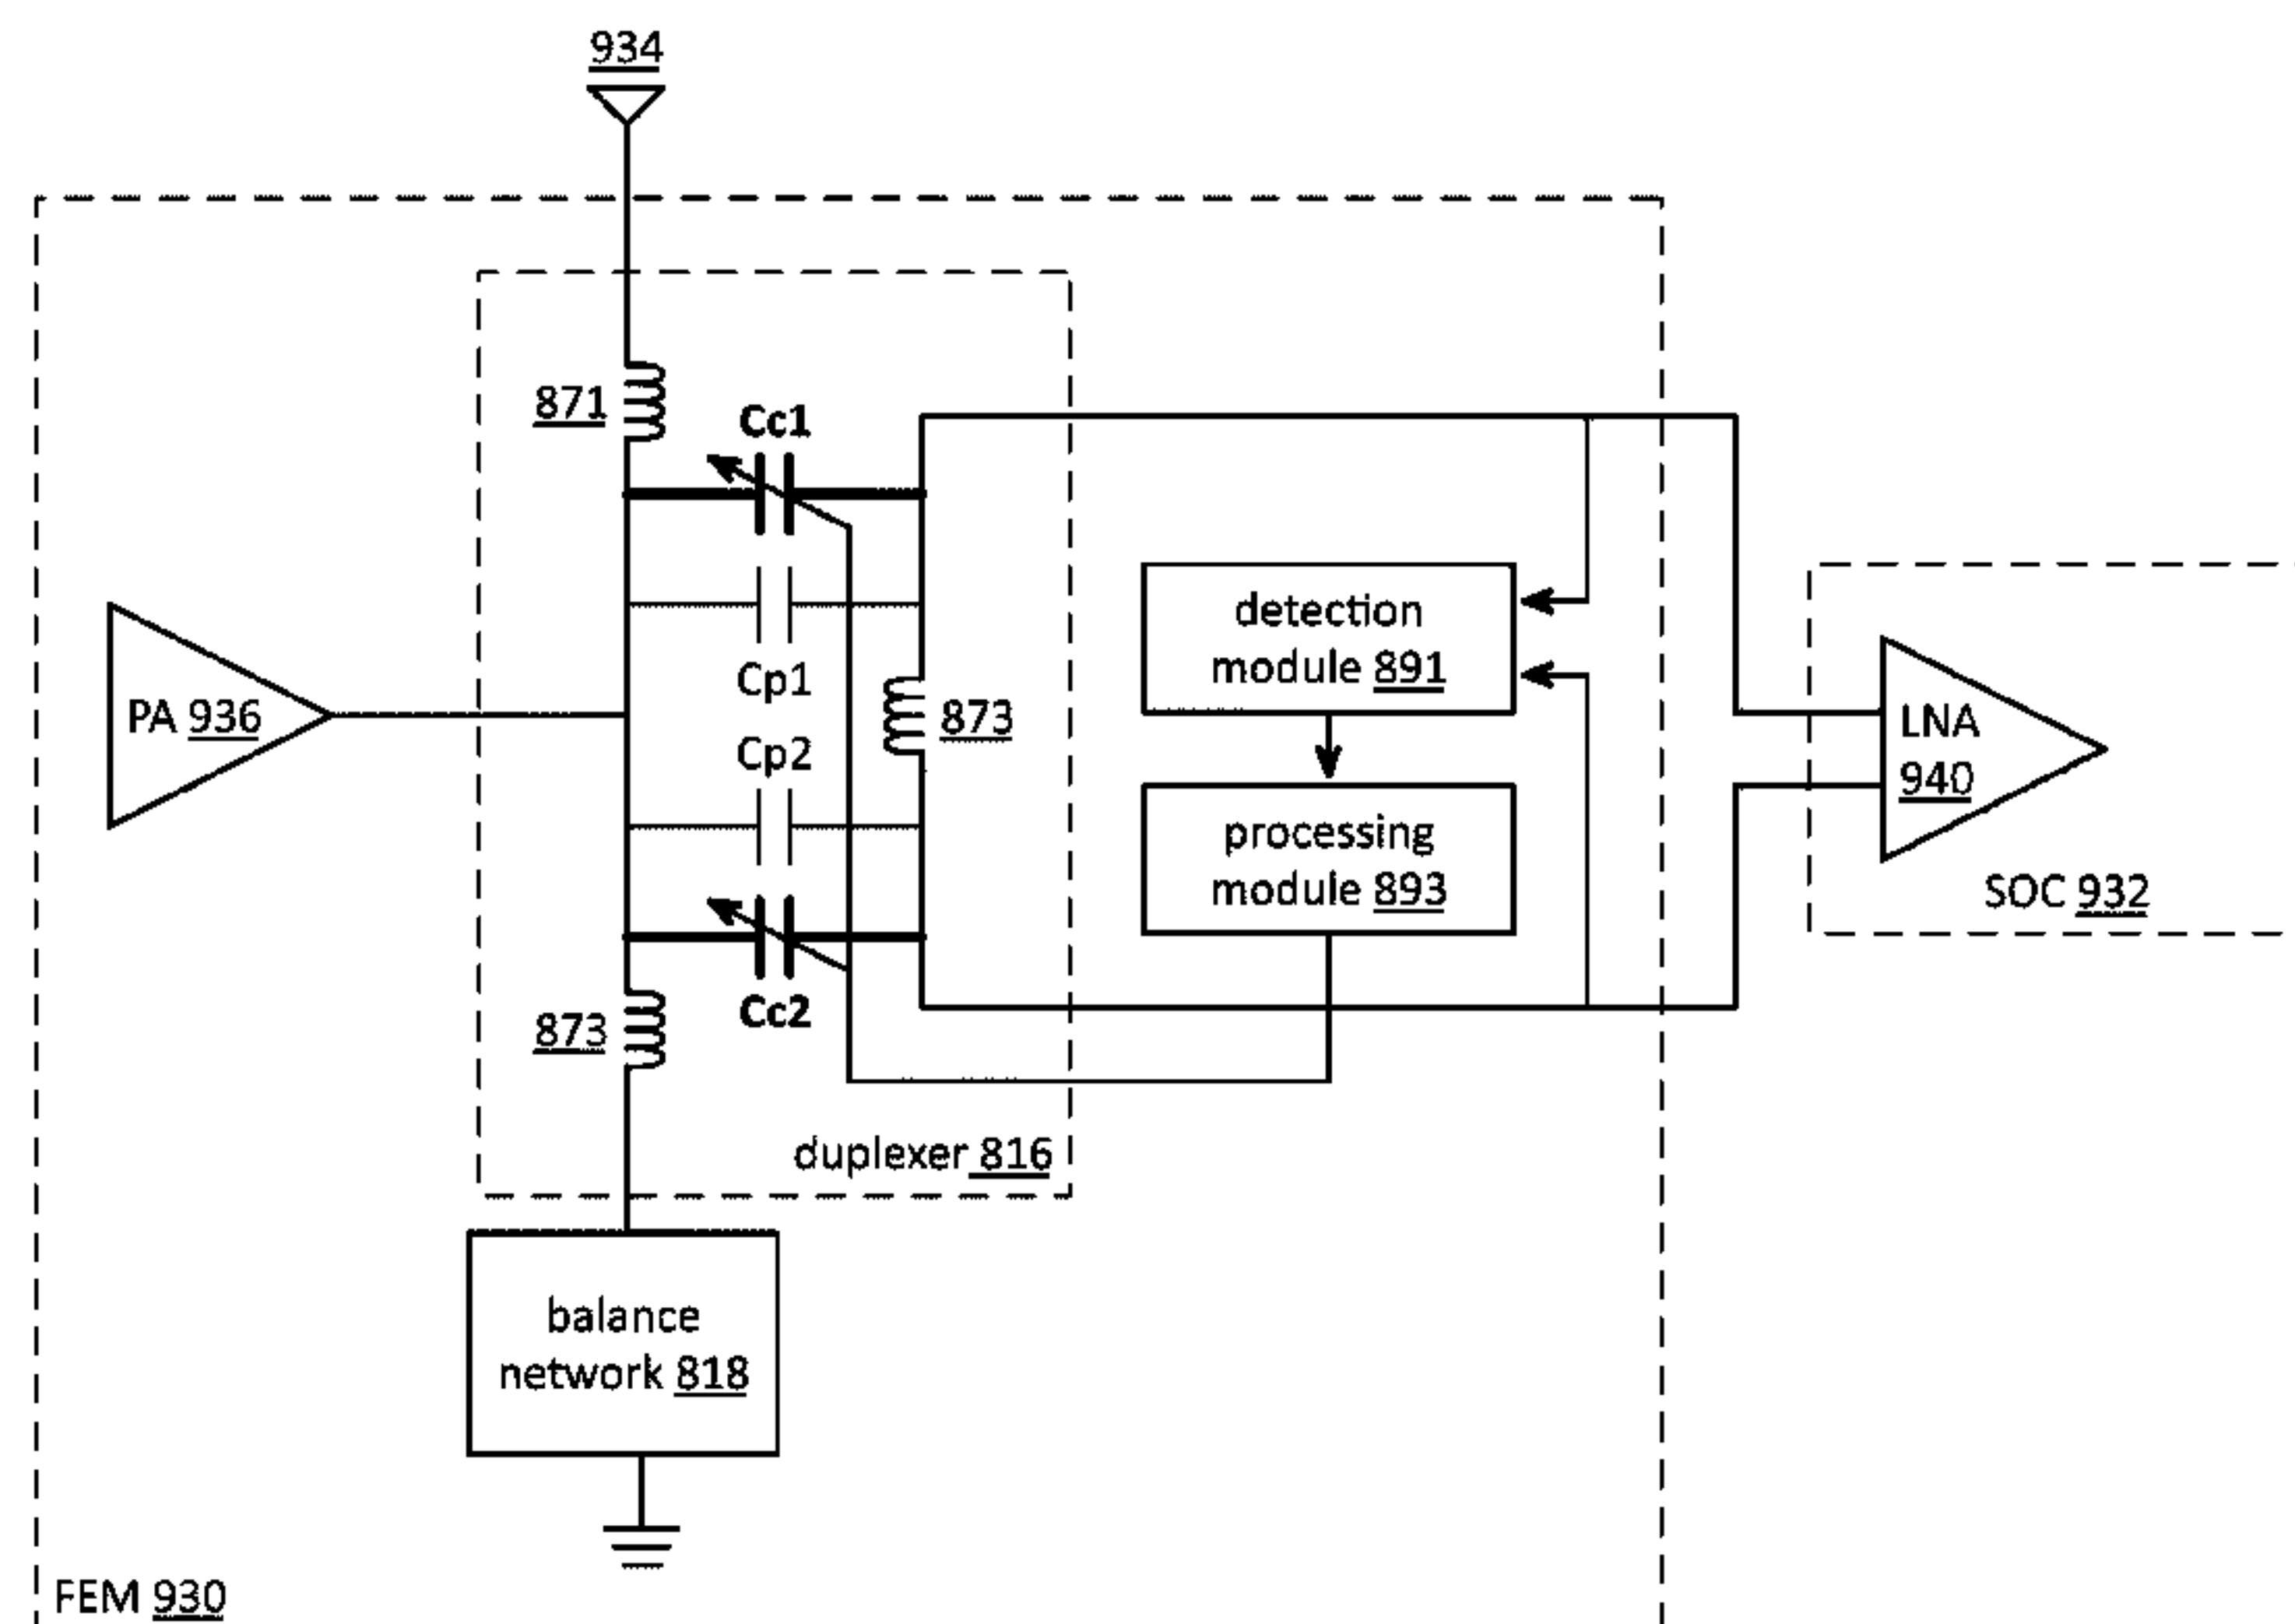 934
871
Cc1
detection
module 891
Cp1
PA 936
873
LNA
940
Cp2
processing
module 893
SOC 932
873
Cc2
duplexer 816
balance
network 818
FEM 930